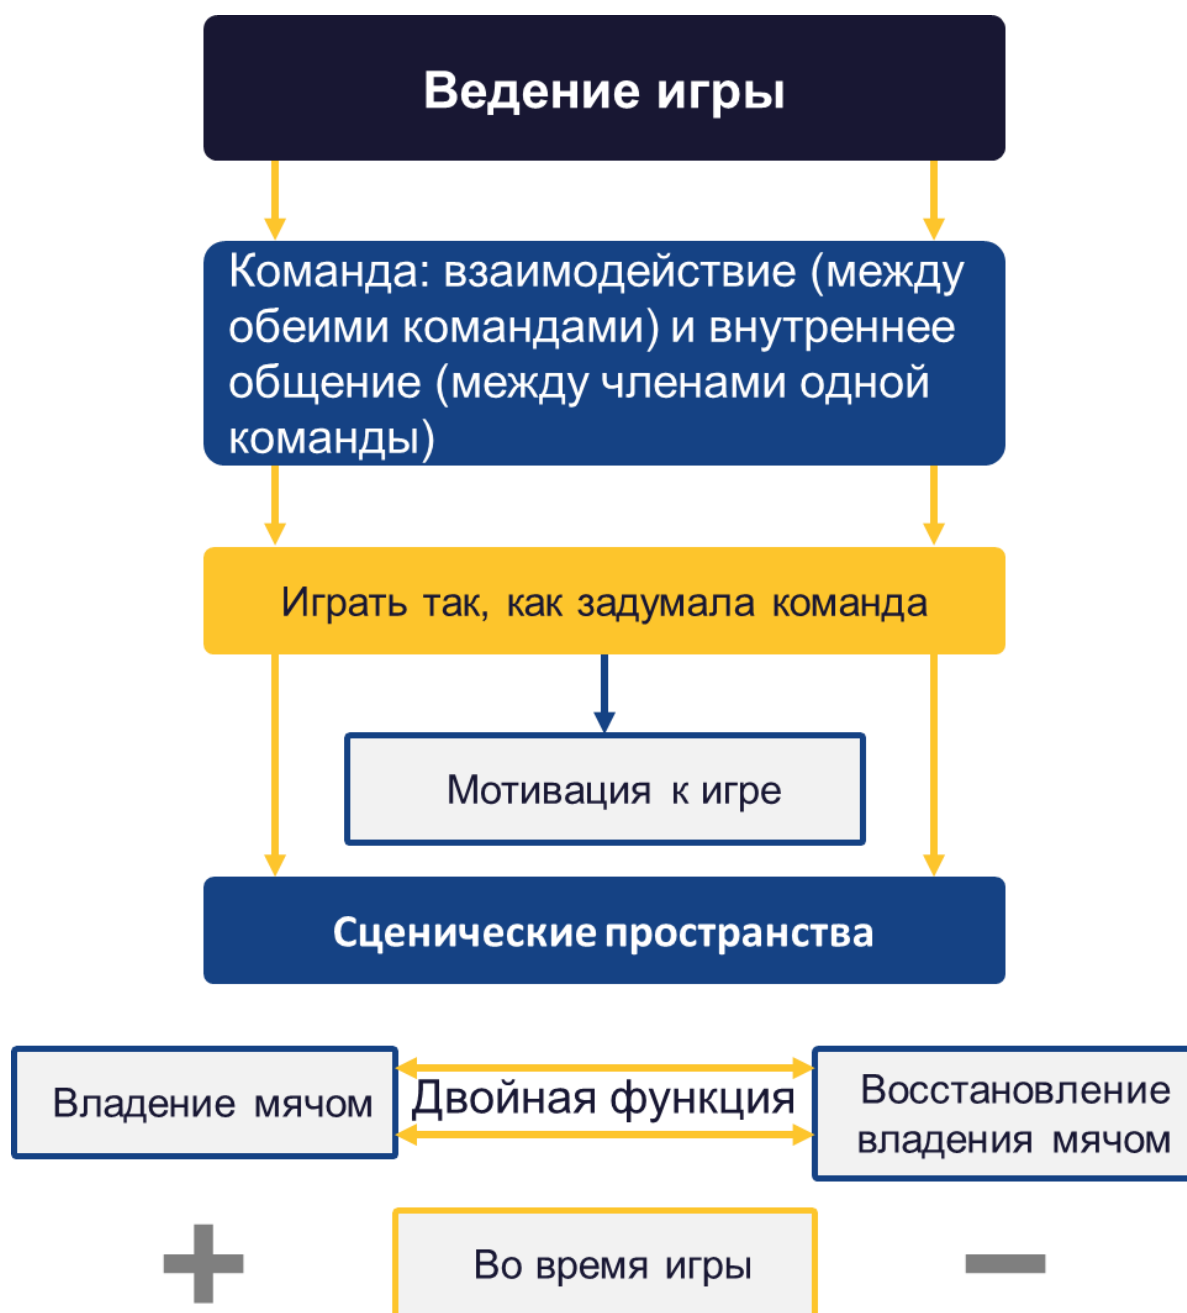 Ведение игры
Команда: взаимодействие (между
обеими командами) и внутреннее
общение (между членами одной
команды)
Играть так, как задумала команда
Мотивация к игре
Сценические пространства
Владение мячом
Двойная функция
Восстановление
владения мячом
+
Во время игры
−